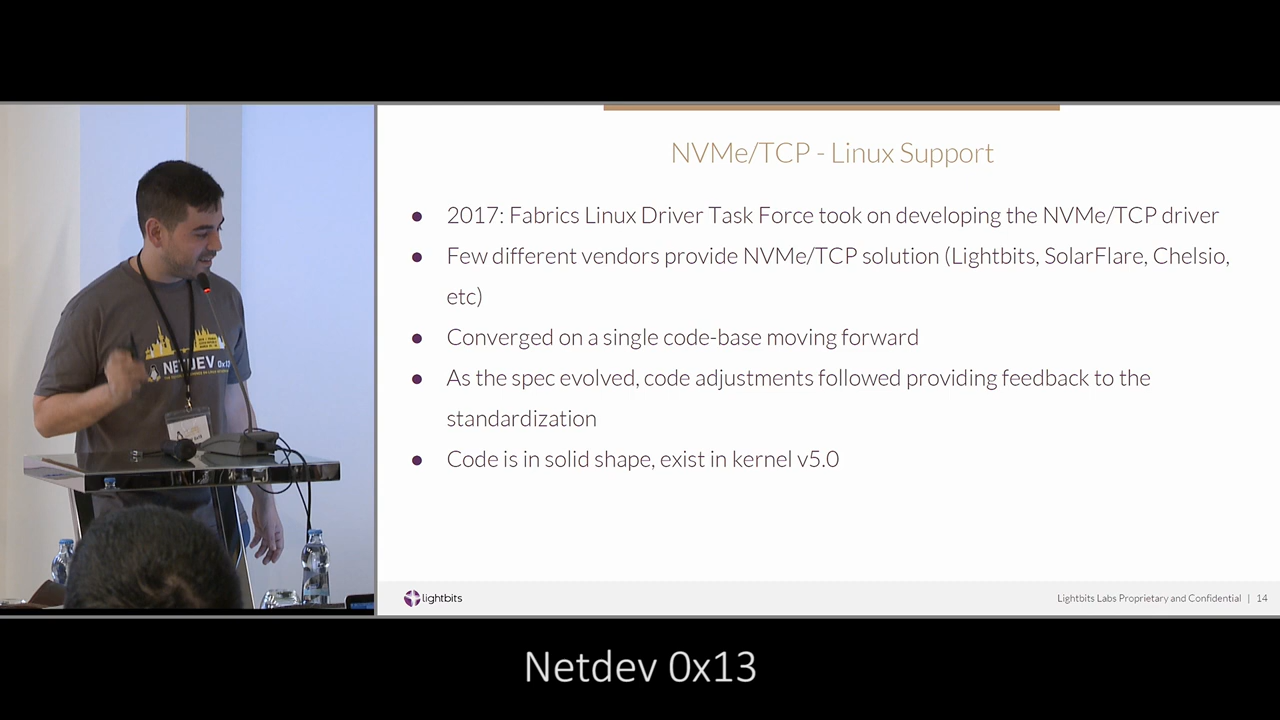 NETDEV 0x13
NVMe/TCP - Linux Support
● 2017: Fabrics Linux Driver Task Force took on developing the NVMe/TCP driver
● Few different vendors provide NVMe/TCP solution (Lightbits, SolarFlare, Chelsio,
etc)
● Converged on a single code-base moving forward
● As the spec evolved, code adjustments followed providing feedback to the
standardization
● Code is in solid shape, exist in kernel v5.0
lightbits
Lightbits Labs Proprietary and Confidential | 14
Netdev 0x13